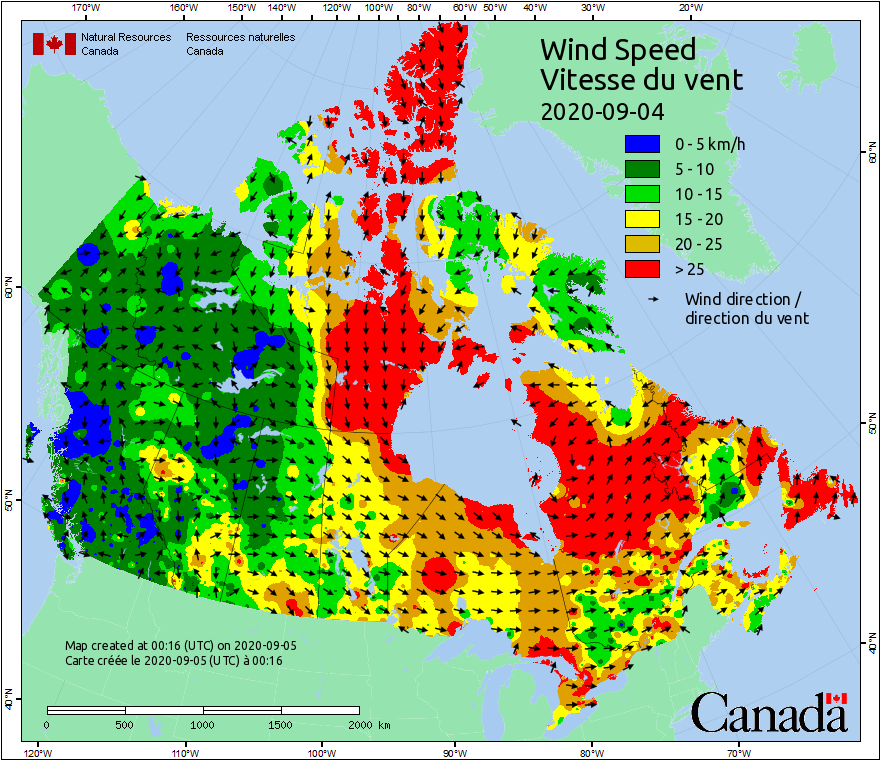 170°W 160°W 150°W 140°W 120°W 100°W 80°W 60°W 50°W 40°W 30°W 20°W
Natural Resources Canada
Ressources naturelles Canada
Wind Speed
Vitesse du vent
2020-09-04
0 - 5 km/h
5 - 10
10 - 15
15 - 20
20 - 25
> 25
Wind direction /
direction du vent
60°N
50°N
40°N
60°N
50°N
40°N
Map created at 00:16 (UTC) on 2020-09-05
Carte créée le 2020-09-05 (UTC) à 00:16
0 500 1000 1500 2000 km
Canada
120°W 110°W 100°W 90°W 80°W 70°W